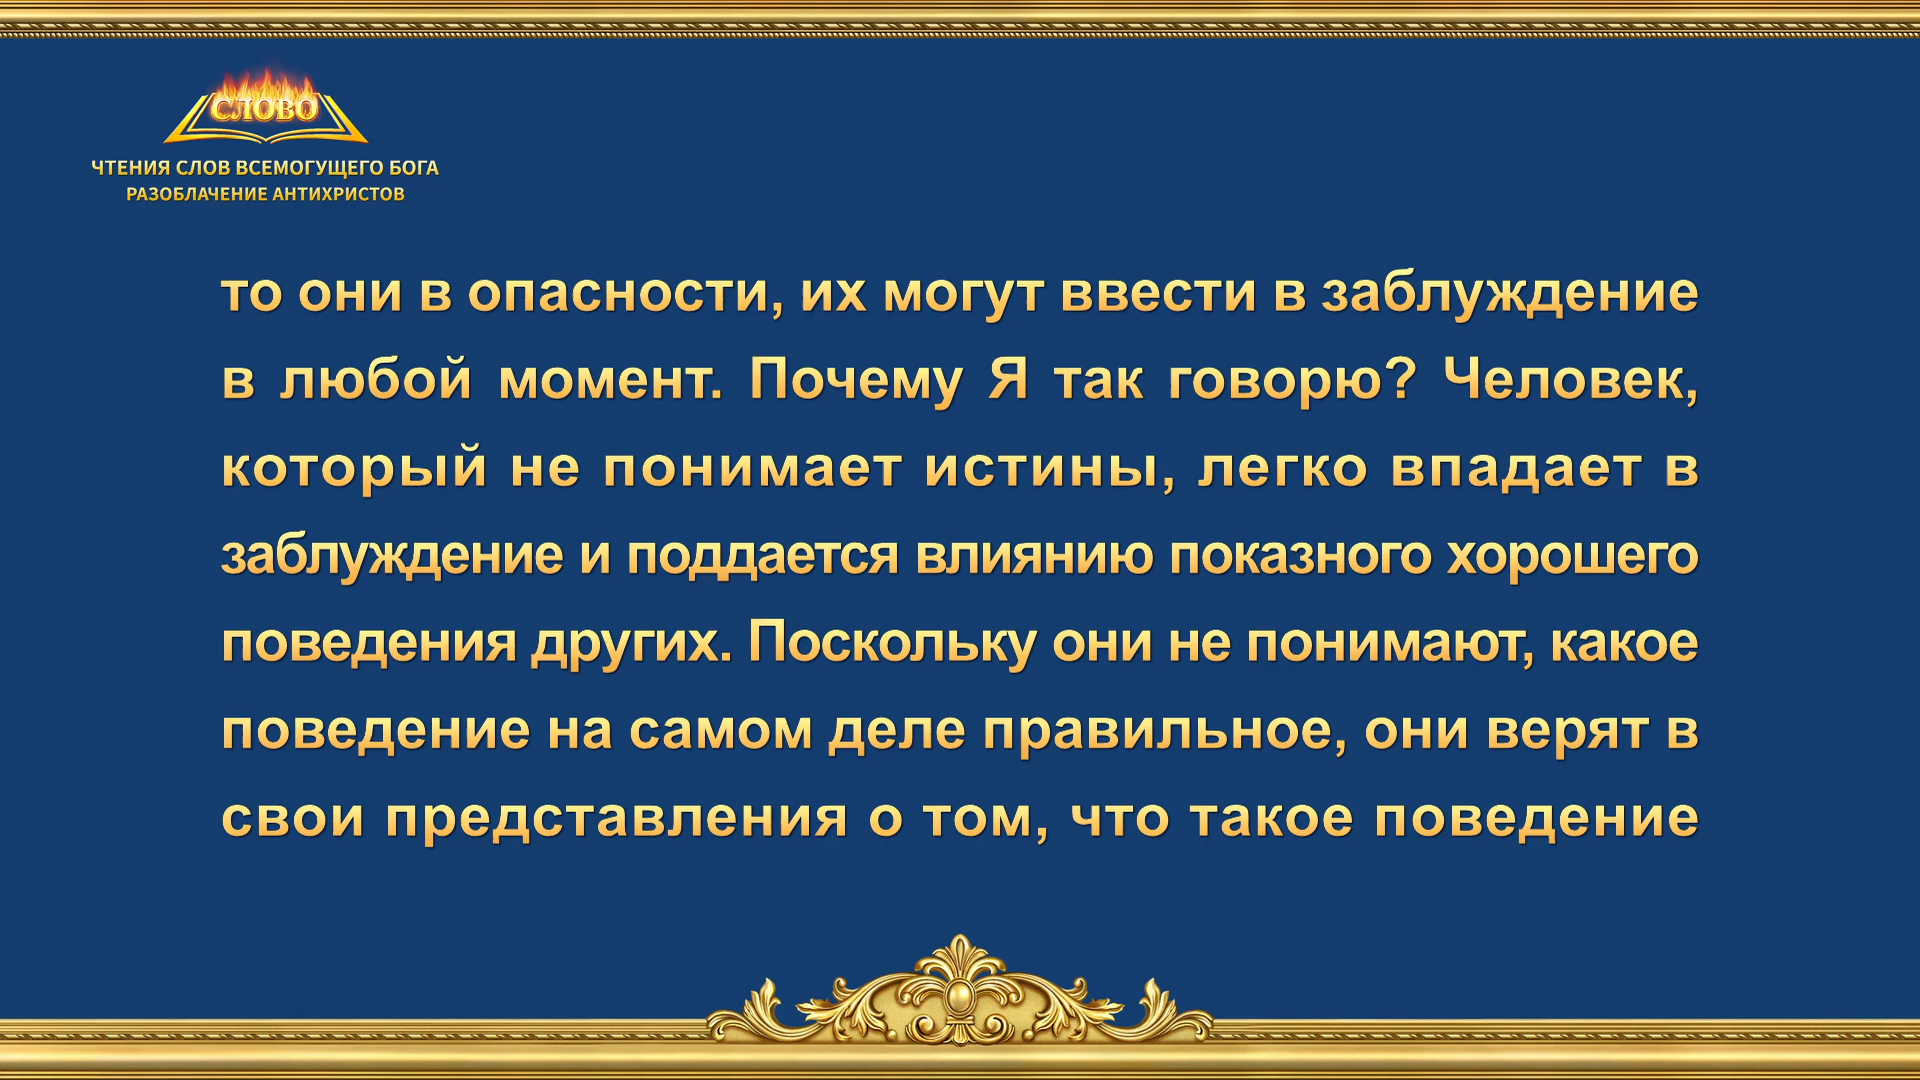 СЛОВО
ЧТЕНИЯ СЛОВ ВСЕМОГУЩЕГО БОГА
РАЗОБЛАЧЕНИЕ АНТИХРИСТОВ
то они в опасности, их могут ввести в заблуждение
в любой момент. Почему Я так говорю? Человек,
который не понимает истины, легко впадает в
заблуждение и поддается влиянию показного хорошего
поведения других. Поскольку они не понимают, какое
поведение на самом деле правильное, они верят в
свои представления о том, что такое поведение